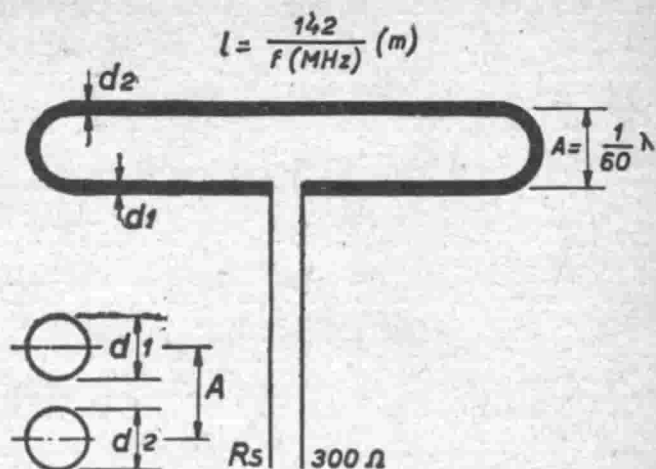 l = 142 / f (MHz) (m)
d2
A = 1/60 λ
d1
d 1
A
d 2
Rs 300 Ω